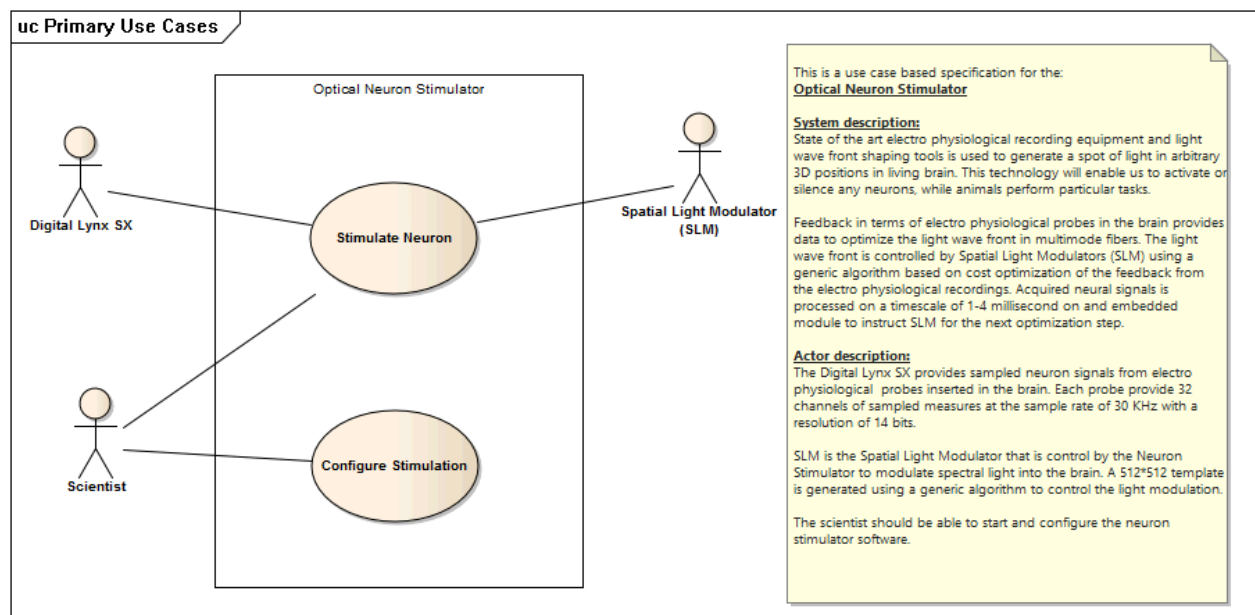 uc Primary Use Cases
Optical Neuron Stimulator
Digital Lynx SX
Stimulate Neuron
Spatial Light Modulator
(SLM)
Scientist
Configure Stimulation
This is a use case based specification for the:
Optical Neuron Stimulator
System description:
State of the art electro physiological recording equipment and light
wave front shaping tools is used to generate a spot of light in arbitrary
3D positions in living brain. This technology will enable us to activate or
silence any neurons, while animals perform particular tasks.
Feedback in terms of electro physiological probes in the brain provides
data to optimize the light wave front in multimode fibers. The light
wave front is controlled by Spatial Light Modulators (SLM) using a
generic algorithm based on cost optimization of the feedback from
the electro physiological recordings. Acquired neural signals is
processed on a timescale of 1-4 millisecond on and embedded
module to instruct SLM for the next optimization step.
Actor description:
The Digital Lynx SX provides sampled neuron signals from electro
physiological probes inserted in the brain. Each probe provide 32
channels of sampled measures at the sample rate of 30 KHz with a
resolution of 14 bits.
SLM is the Spatial Light Modulator that is control by the Neuron
Stimulator to modulate spectral light into the brain. A 512*512 template
is generated using a generic algorithm to control the light modulation.
The scientist should be able to start and configure the neuron
stimulator software.